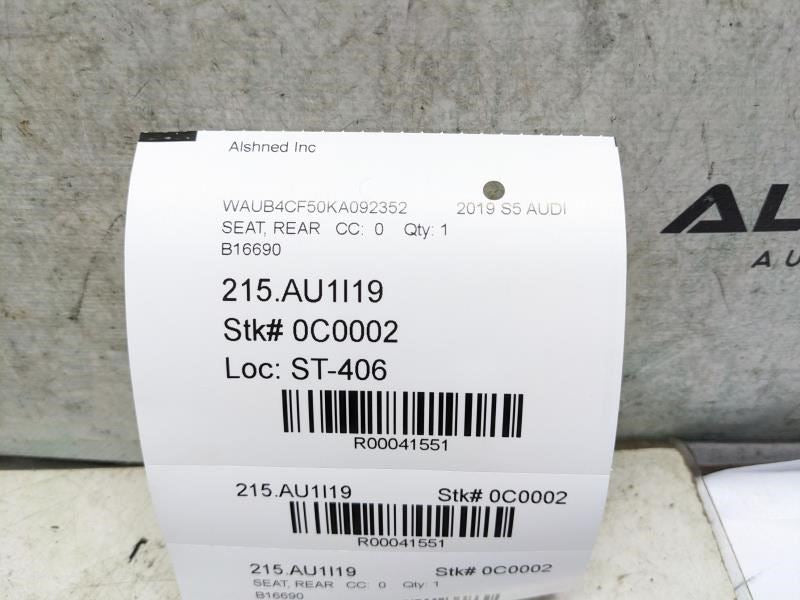 Alshned Inc
WAUB4CF50KA092352 2019 S5 AUDI
SEAT, REAR CC: 0 Qty: 1
B16690
215.AU1I19
Stk# 0C0002
Loc: ST-406
R00041551
215.AU1I19 Stk# 0C0002
R00041551
215.AU1I19 Stk# 0C0002
SEAT, REAR CC: 0 Qty: 1
B16690